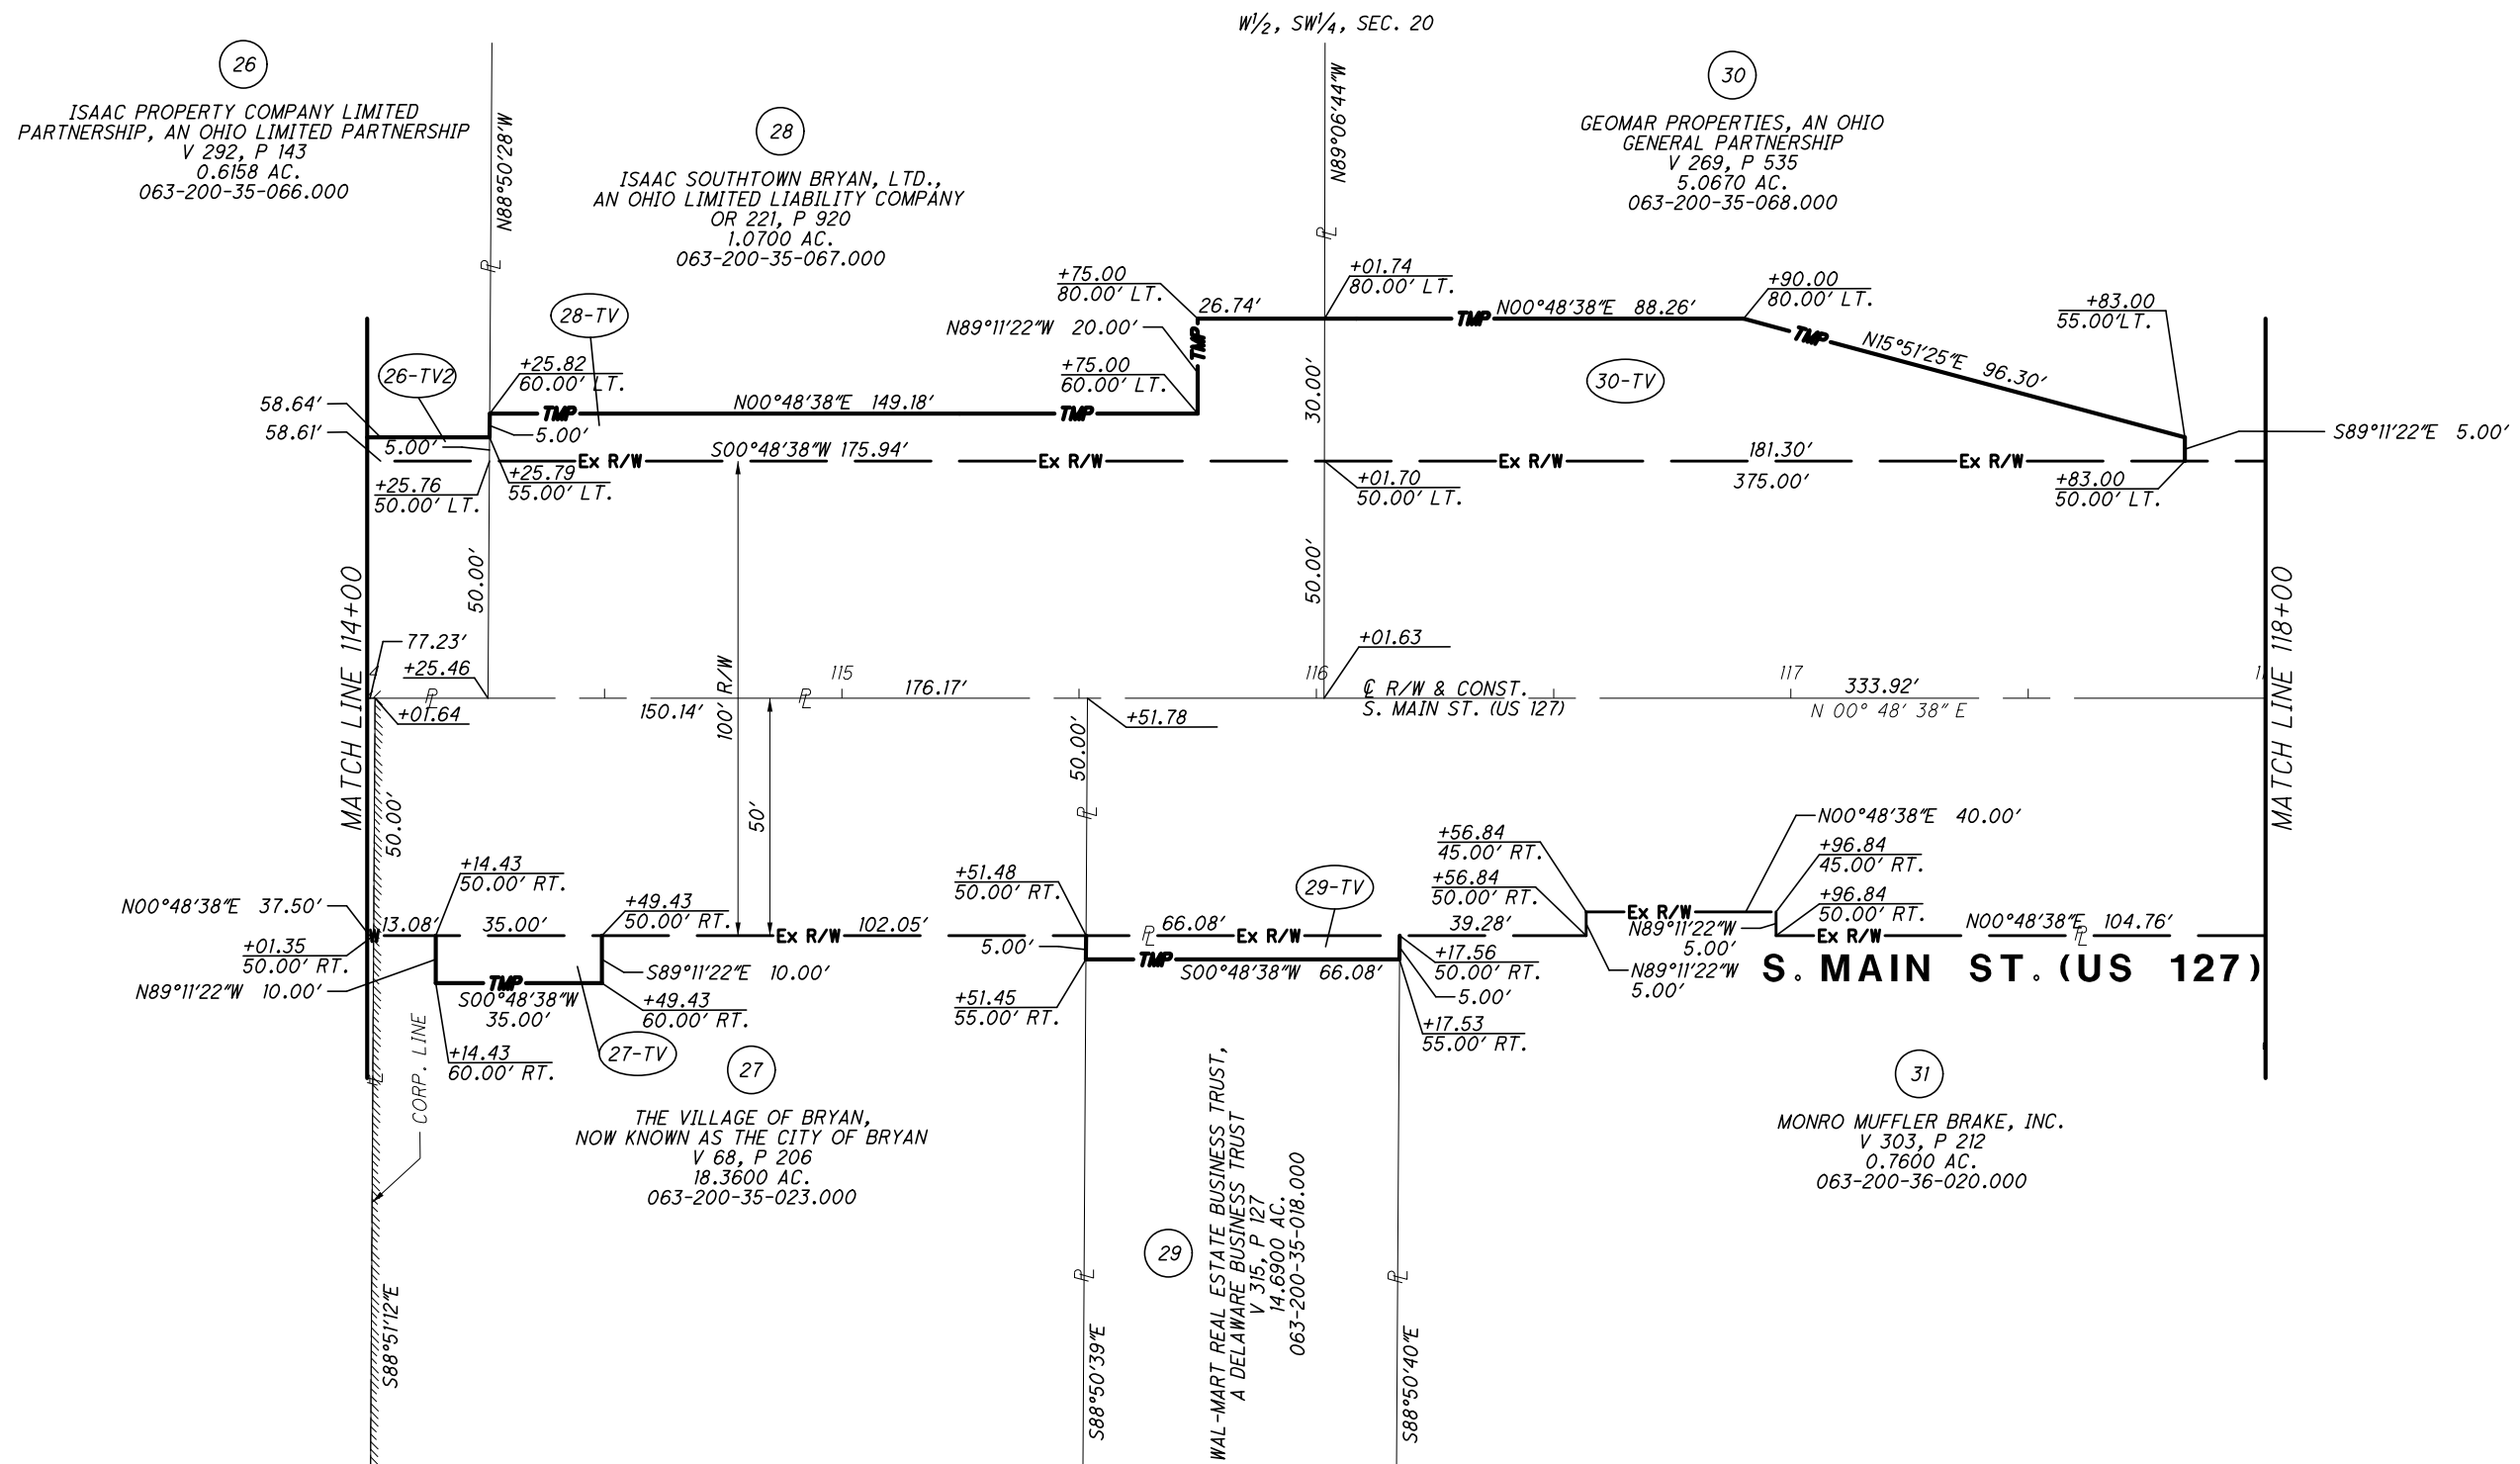 W1/2, SW1/4, SEC. 20
26
ISAAC PROPERTY COMPANY LIMITED
PARTNERSHIP, AN OHIO LIMITED PARTNERSHIP
V 292, P 143
0.6158 AC.
063-200-35-066.000
N88°50'28"W
28
ISAAC SOUTHTOWN BRYAN, LTD.,
AN OHIO LIMITED LIABILITY COMPANY
OR 221, P 920
1.0700 AC.
063-200-35-067.000
N89°06'44"W
30
GEOMAR PROPERTIES, AN OHIO
GENERAL PARTNERSHIP
V 269, P 535
5.0670 AC.
063-200-35-068.000
PL
PL
+75.00
80.00' LT.
26.74'
+01.74
80.00' LT.
TMP
N00°48'38"E 88.26'
+90.00
80.00' LT.
+83.00
55.00'LT.
28-TV
N89°11'22"W 20.00'
TMP
TMP
N15°51'25"E 96.30'
26-TV2
+25.82
60.00' LT.
+75.00
60.00' LT.
30-TV
58.64'
58.61'
TMP
N00°48'38"E 149.18'
TMP
30.00'
5.00'
5.00'
S00°48'38"W 175.94'
S89°11'22"E 5.00'
Ex R/W
Ex R/W
Ex R/W
181.30'
Ex R/W
+25.76
50.00' LT.
+25.79
55.00' LT.
+01.70
50.00' LT.
375.00'
+83.00
50.00' LT.
50.00'
50.00'
MATCH LINE 114+00
MATCH LINE 118+00
77.23'
+25.46
+01.64
PL
115
PL
176.17'
150.14'
100' R/W
50'
+01.63
116
CL R/W & CONST.
S. MAIN ST. (US 127)
117
333.92'
N 00° 48' 38" E
+51.78
50.00'
50.00'
PL
N00°48'38"E 37.50'
+01.35
50.00' RT.
N89°11'22"W 10.00'
W
13.08'
+14.43
50.00' RT.
35.00'
+49.43
50.00' RT.
Ex R/W
102.05'
+51.48
50.00' RT.
5.00'
PL
66.08'
29-TV
Ex R/W
TMP
S00°48'38"W 66.08'
+51.45
55.00' RT.
+56.84
45.00' RT.
+56.84
50.00' RT.
39.28'
+17.56
50.00' RT.
5.00'
+17.53
55.00' RT.
N00°48'38"E 40.00'
+96.84
45.00' RT.
+96.84
50.00' RT.
Ex R/W
N89°11'22"W
5.00'
N89°11'22"W
5.00'
Ex R/W
N00°48'38"E 104.76'
PL
S. MAIN ST. (US 127)
TMP
S00°48'38"W
35.00'
S89°11'22"E 10.00'
+49.43
60.00' RT.
+14.43
60.00' RT.
27-TV
PL
CORP. LINE
27
THE VILLAGE OF BRYAN,
NOW KNOWN AS THE CITY OF BRYAN
V 68, P 206
18.3600 AC.
063-200-35-023.000
29
WAL-MART REAL ESTATE BUSINESS TRUST,
A DELAWARE BUSINESS TRUST
V 315, P 127
14.6900 AC.
063-200-35-018.000
31
MONRO MUFFLER BRAKE, INC.
V 303, P 212
0.7600 AC.
063-200-36-020.000
PL
PL
S88°51'12"E
S88°50'39"E
S88°50'40"E